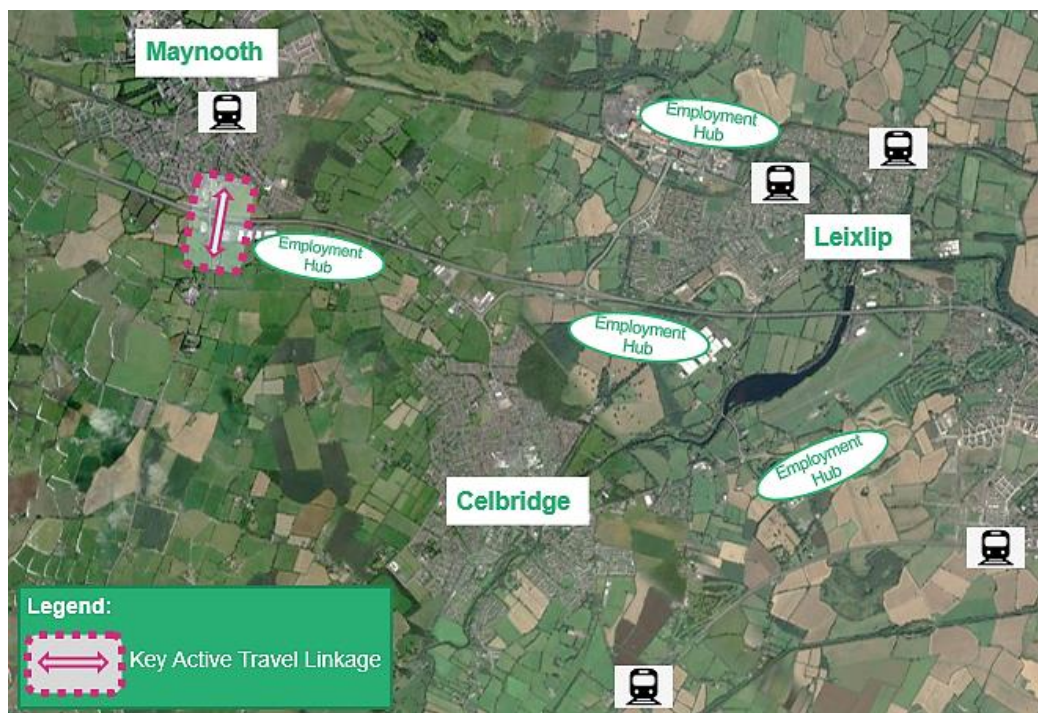 Maynooth
Employment
Hub
Leixlip
Employment
Hub
Employment
Hub
Employment
Hub
Celbridge
Legend:
Key Active Travel Linkage